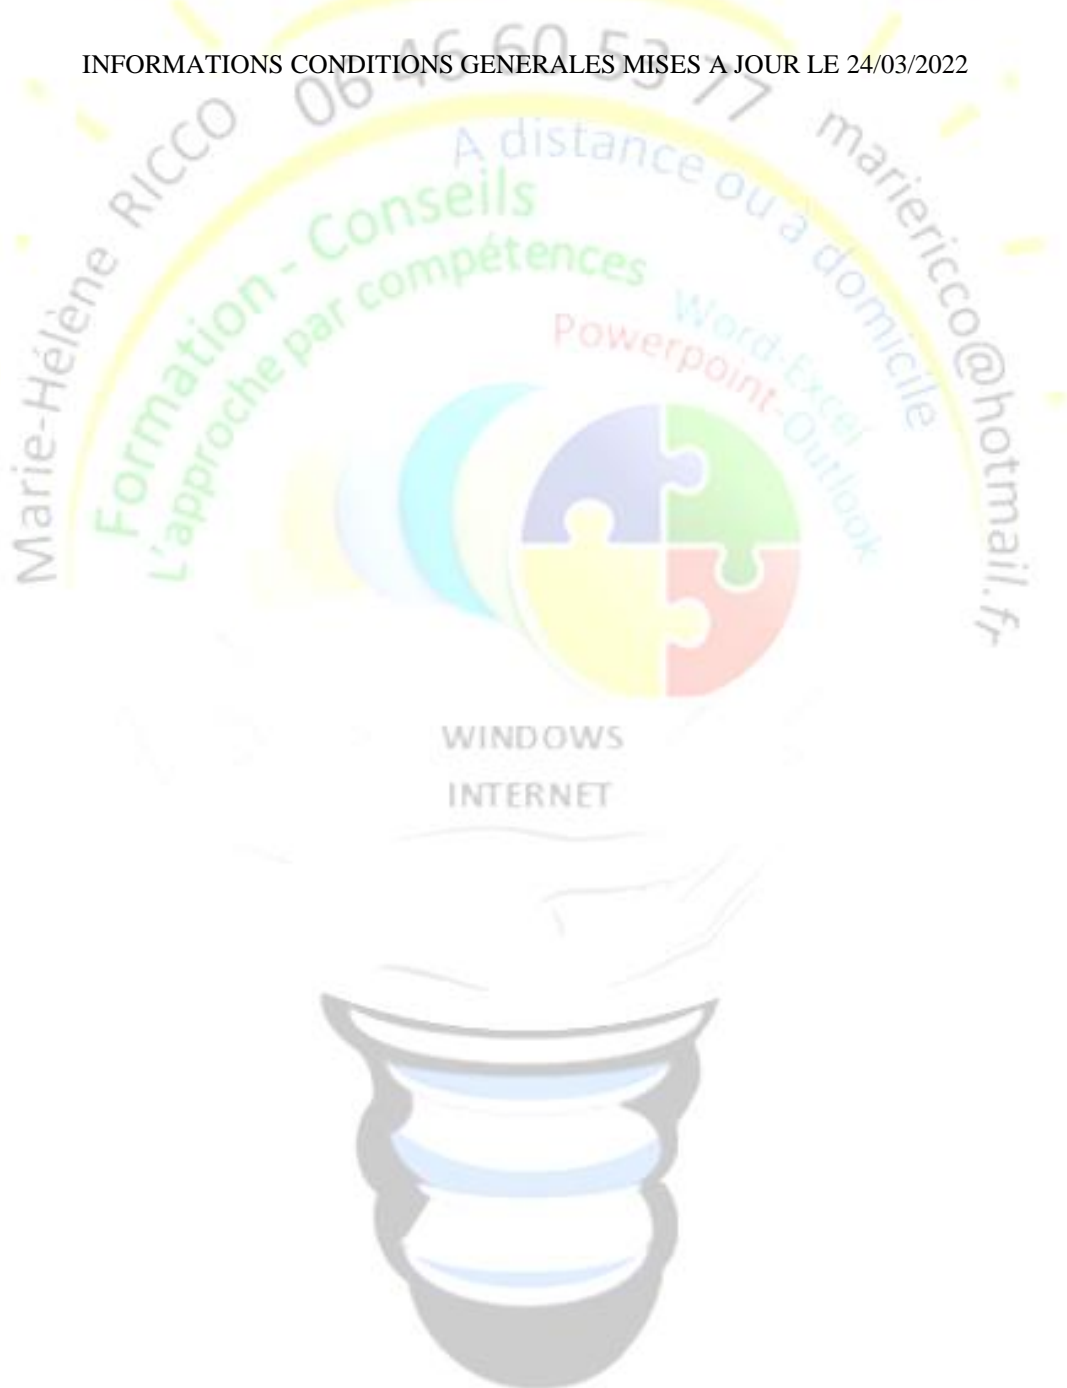 INFORMATIONS CONDITIONS GENERALES MISES A JOUR LE 24/03/2022
Marie-Hélène RICCO 06 46 60 53 77 mariericco@hotmail.fr
A distance ou à domicile
Formation - Conseils
L'approche par compétences
Word-Excel
Powerpoint-Outlook
WINDOWS
INTERNET